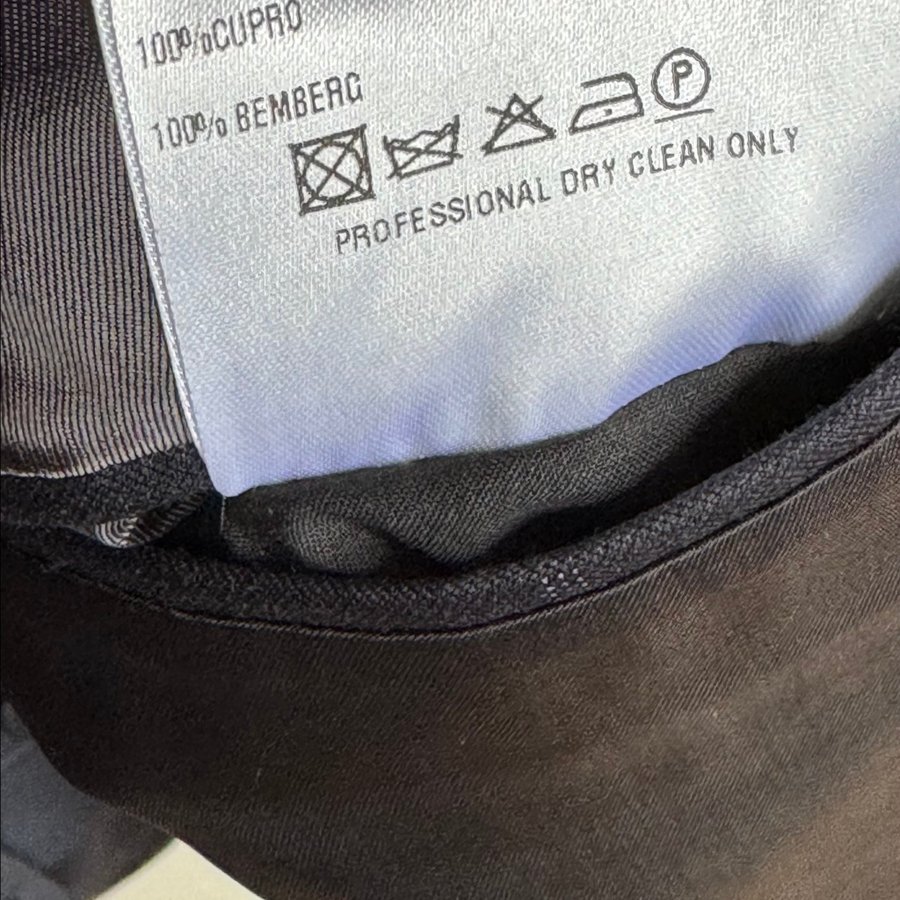 100%CUPRO
100% BEMBERG
P
PROFESSIONAL DRY CLEAN ONLY